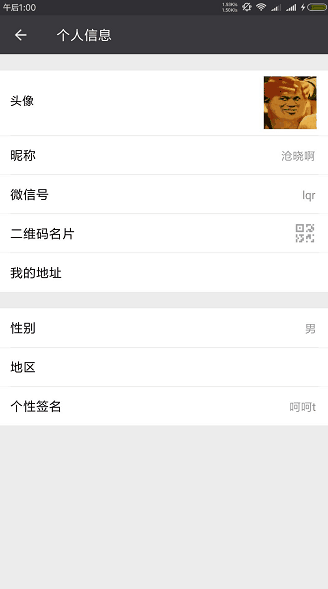 午后1:00
1.50K/s
1.50K/s
个人信息
头像
昵称 沧晓啊
微信号 lqr
二维码名片
我的地址
性别 男
地区
个性签名 呵呵t